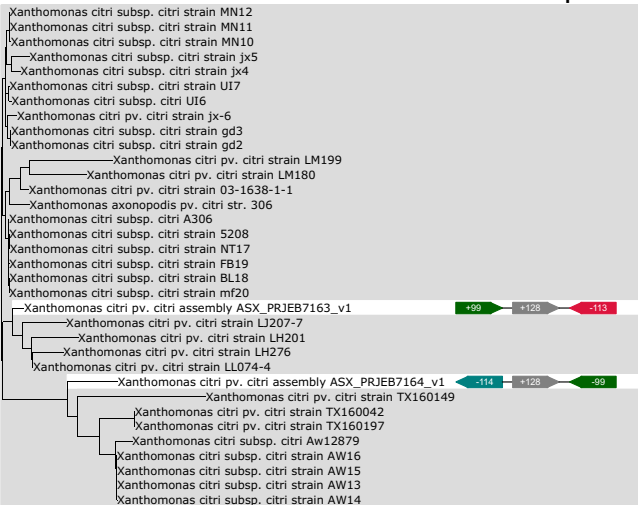 Xanthomonas citri subsp. citri strain MN12
Xanthomonas citri subsp. citri strain MN11
Xanthomonas citri subsp. citri strain MN10
Xanthomonas citri subsp. citri strain jx5
Xanthomonas citri subsp. citri strain jx4
Xanthomonas citri subsp. citri strain UI7
Xanthomonas citri subsp. citri UI6
Xanthomonas citri pv. citri strain jx-6
Xanthomonas citri subsp. citri strain gd3
Xanthomonas citri subsp. citri strain gd2
Xanthomonas citri pv. citri strain LM199
Xanthomonas citri pv. citri strain LM180
Xanthomonas citri pv. citri strain 03-1638-1-1
Xanthomonas axonopodis pv. citri str. 306
Xanthomonas citri subsp. citri A306
Xanthomonas citri subsp. citri strain 5208
Xanthomonas citri subsp. citri strain NT17
Xanthomonas citri subsp. citri strain FB19
Xanthomonas citri subsp. citri strain BL18
Xanthomonas citri subsp. citri strain mf20
Xanthomonas citri pv. citri assembly ASX_PRJEB7163_v1 +99 +128 -113
Xanthomonas citri pv. citri strain LJ207-7
Xanthomonas citri pv. citri strain LH201
Xanthomonas citri pv. citri strain LH276
Xanthomonas citri pv. citri strain LL074-4
Xanthomonas citri pv. citri assembly ASX_PRJEB7164_v1 -114 +128 -99
Xanthomonas citri pv. citri strain TX160149
Xanthomonas citri pv. citri strain TX160042
Xanthomonas citri pv. citri strain TX160197
Xanthomonas citri subsp. citri Aw12879
Xanthomonas citri subsp. citri strain AW16
Xanthomonas citri subsp. citri strain AW15
Xanthomonas citri subsp. citri strain AW13
Xanthomonas citri subsp. citri strain AW14